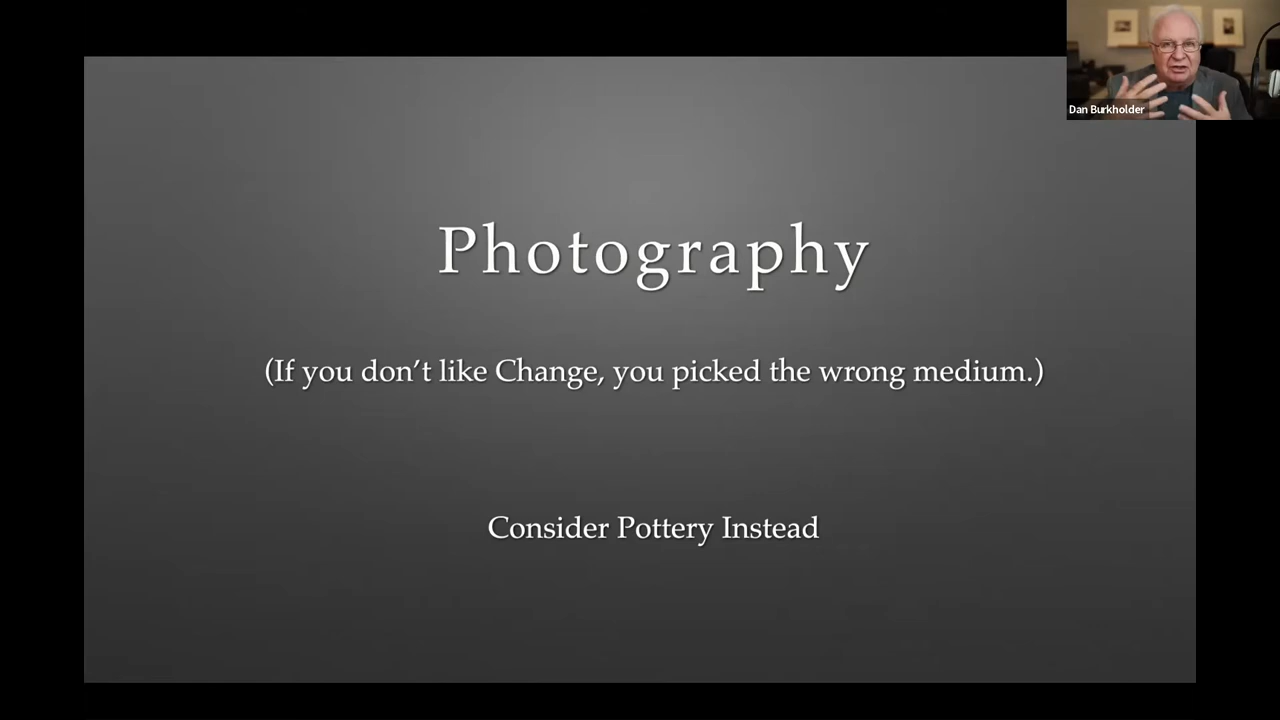 Dan Burkholder
Photography
(If you don’t like Change, you picked the wrong medium.)
Consider Pottery Instead